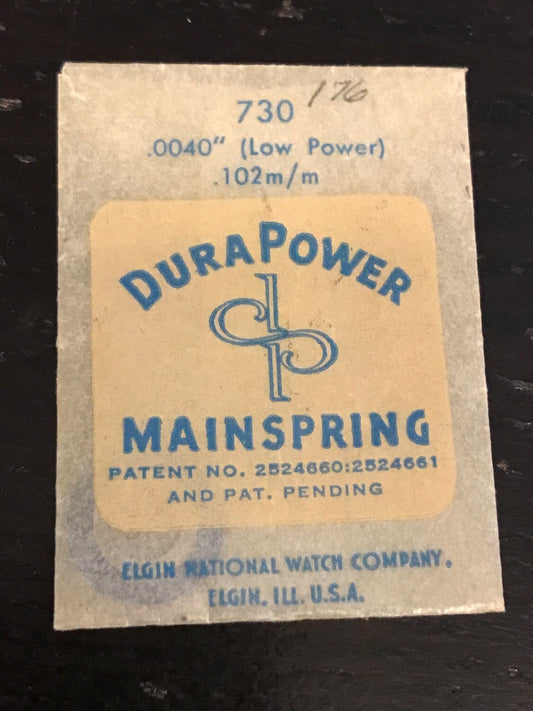 730 176
.0040" (Low Power)
.102m/m
DURAPOWER
dp
MAINSPRING
PATENT NO. 2524660:2524661
AND PAT. PENDING
ELGIN NATIONAL WATCH COMPANY.
ELGIN. ILL. U.S.A.